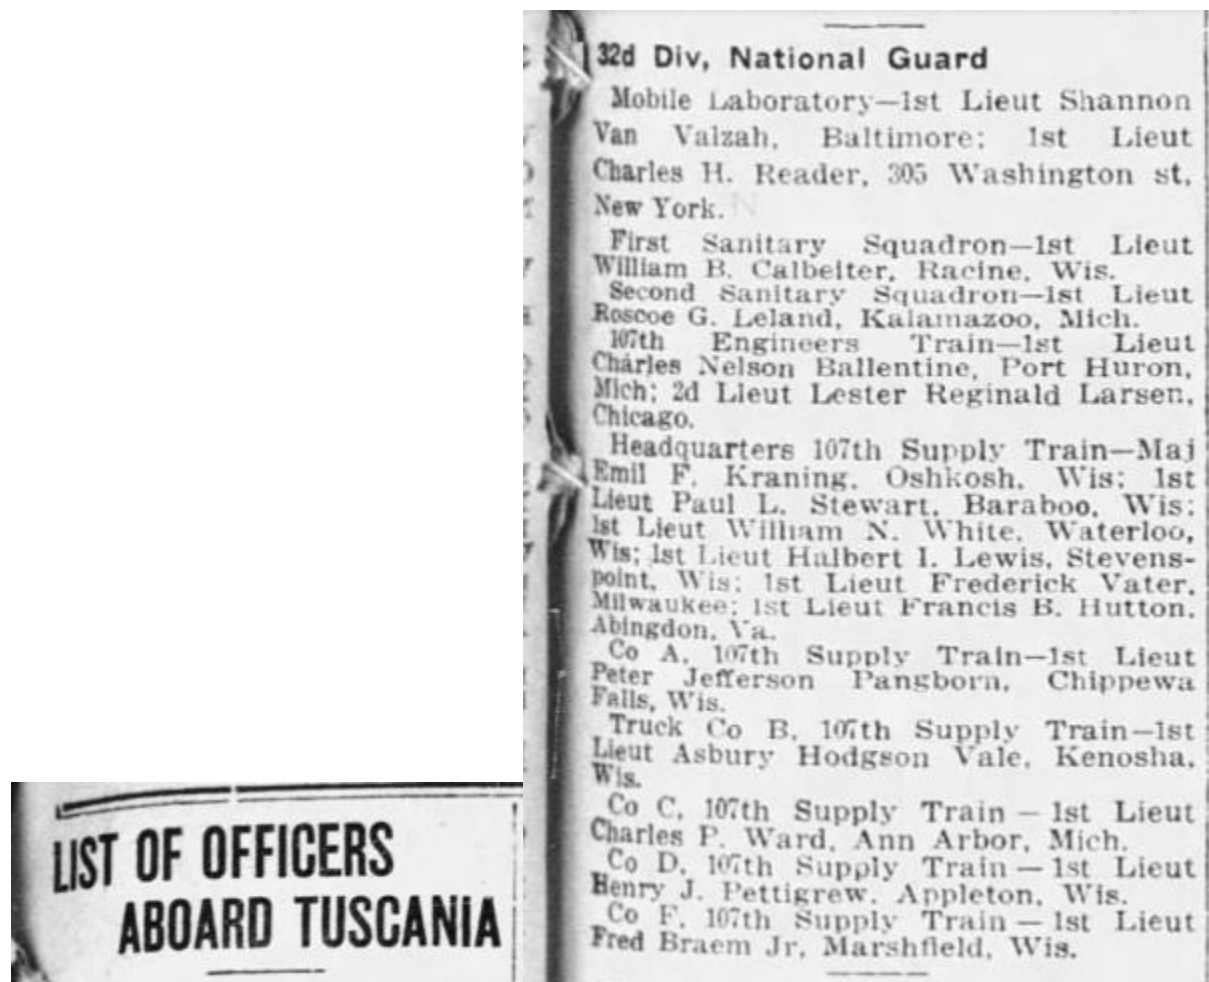 LIST OF OFFICERS
ABOARD TUSCANIA
32d Div, National Guard
Mobile Laboratory—1st Lieut Shannon
Van Valzah, Baltimore; 1st Lieut
Charles H. Reader, 305 Washington st,
New York.
First Sanitary Squadron—1st Lieut
William B. Calbeiter, Racine, Wis.
Second Sanitary Squadron—1st Lieut
Roscoe G. Leland, Kalamazoo, Mich.
107th Engineers Train—1st Lieut
Charles Nelson Ballentine, Port Huron,
Mich; 2d Lieut Lester Reginald Larsen,
Chicago.
Headquarters 107th Supply Train—Maj
Emil F. Kraning, Oshkosh, Wis; 1st
Lieut Paul L. Stewart, Baraboo, Wis;
1st Lieut William N. White, Waterloo,
Wis; 1st Lieut Halbert I. Lewis, Stevens-
point, Wis; 1st Lieut Frederick Vater,
Milwaukee; 1st Lieut Francis B. Hutton,
Abingdon, Va.
Co A, 107th Supply Train—1st Lieut
Peter Jefferson Pangborn, Chippewa
Falls, Wis.
Truck Co B, 107th Supply Train—1st
Lieut Asbury Hodgson Vale, Kenosha,
Wis.
Co C, 107th Supply Train — 1st Lieut
Charles P. Ward, Ann Arbor, Mich.
Co D, 107th Supply Train — 1st Lieut
Henry J. Pettigrew, Appleton, Wis.
Co F, 107th Supply Train — 1st Lieut
Fred Braem Jr, Marshfield, Wis.